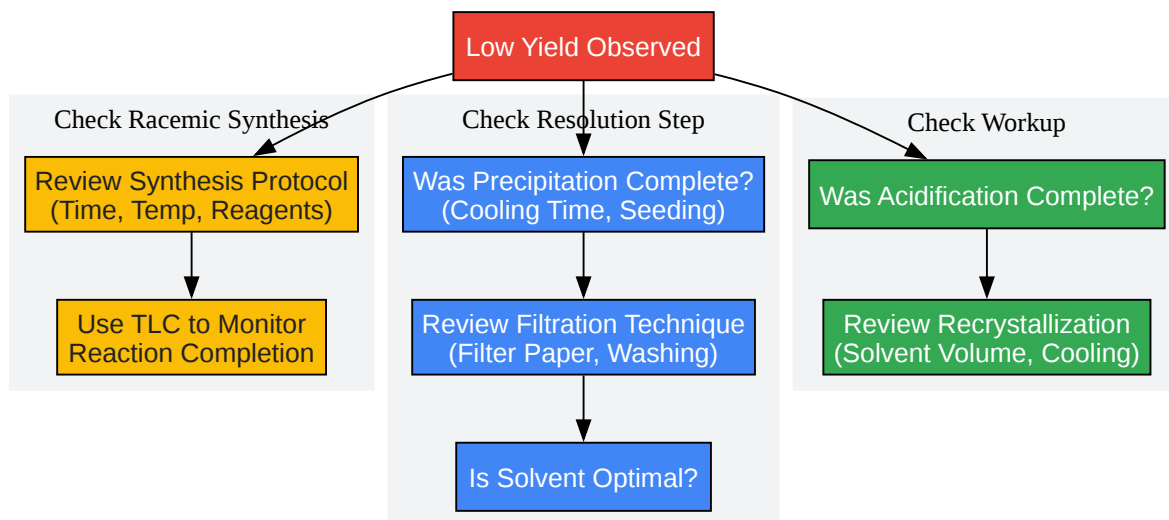 Low Yield Observed
Check Racemic Synthesis
Review Synthesis Protocol
(Time, Temp, Reagents)
Use TLC to Monitor
Reaction Completion
Check Resolution Step
Was Precipitation Complete?
(Cooling Time, Seeding)
Review Filtration Technique
(Filter Paper, Washing)
Is Solvent Optimal?
Check Workup
Was Acidification Complete?
Review Recrystallization
(Solvent Volume, Cooling)